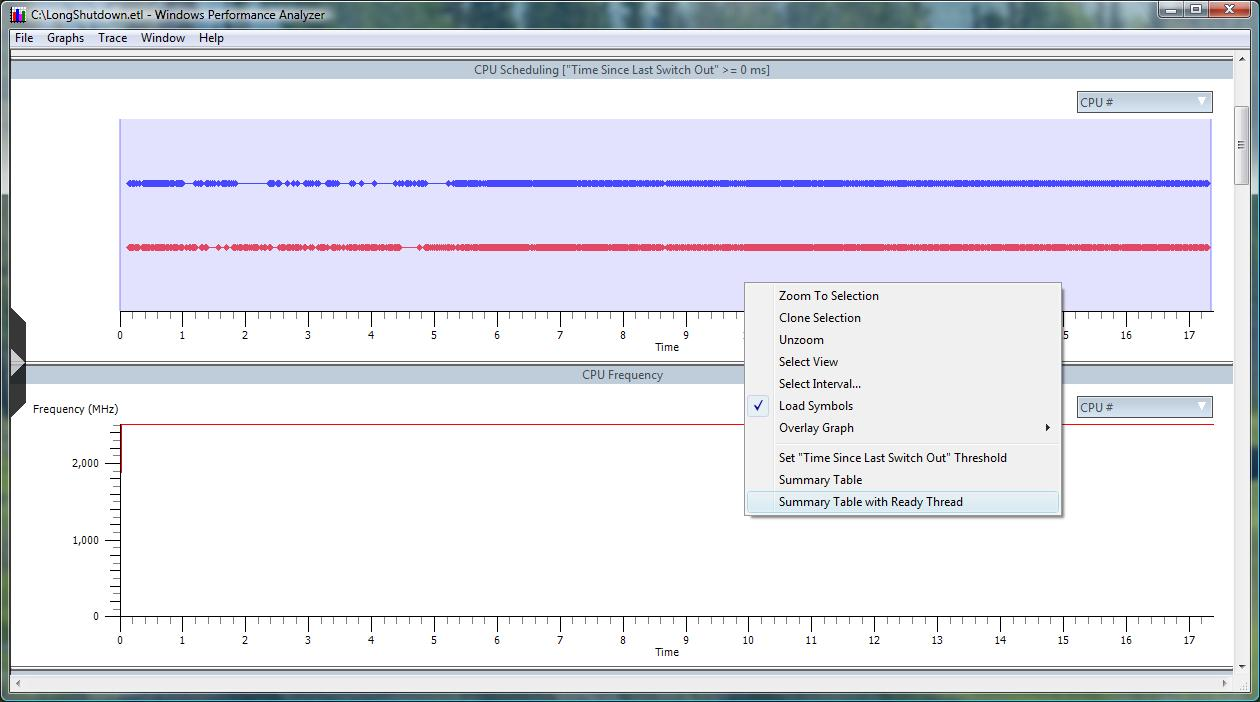 C:\LongShutdown.etl - Windows Performance Analyzer
File Graphs Trace Window Help
CPU Scheduling ["Time Since Last Switch Out" >= 0 ms]
CPU #
0 1 2 3 4 5 6 7 8 9 5 16 17
Time
Zoom To Selection
Clone Selection
Unzoom
Select View
Select Interval...
Load Symbols
Overlay Graph
Set "Time Since Last Switch Out" Threshold
Summary Table
Summary Table with Ready Thread
CPU Frequency
CPU #
Frequency (MHz)
2,000
1,000
0
0 1 2 3 4 5 6 7 8 9 10 11 12 13 14 15 16 17
Time